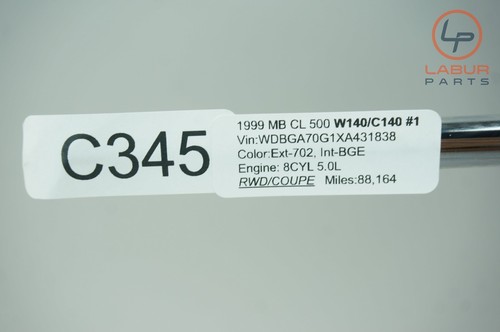 LP
LABUR
PARTS
C345
1999 MB CL 500 W140/C140 #1
Vin:WDBGA70G1XA431838
Color:Ext-702, Int-BGE
Engine: 8CYL 5.0L
RWD/COUPE Miles:88,164